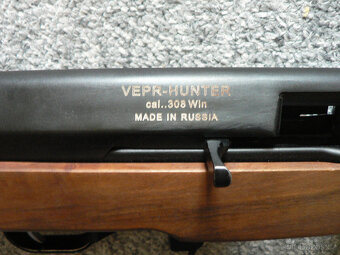 VEPR-HUNTER
cal..308 Win
MADE IN RUSSIA